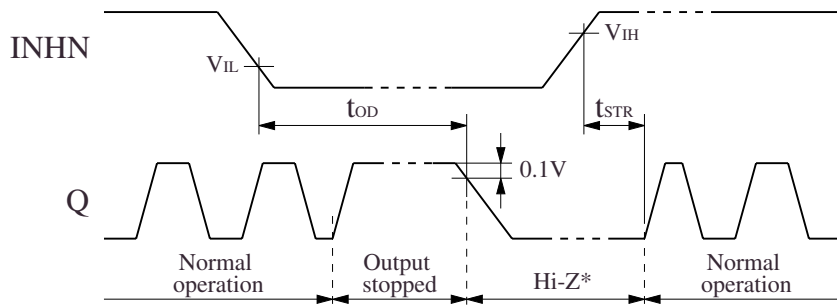 INHN
VIL
VIH
tOD
tSTR
Q
0.1V
Normal
operation
Output
stopped
Hi-Z*
Normal
operation